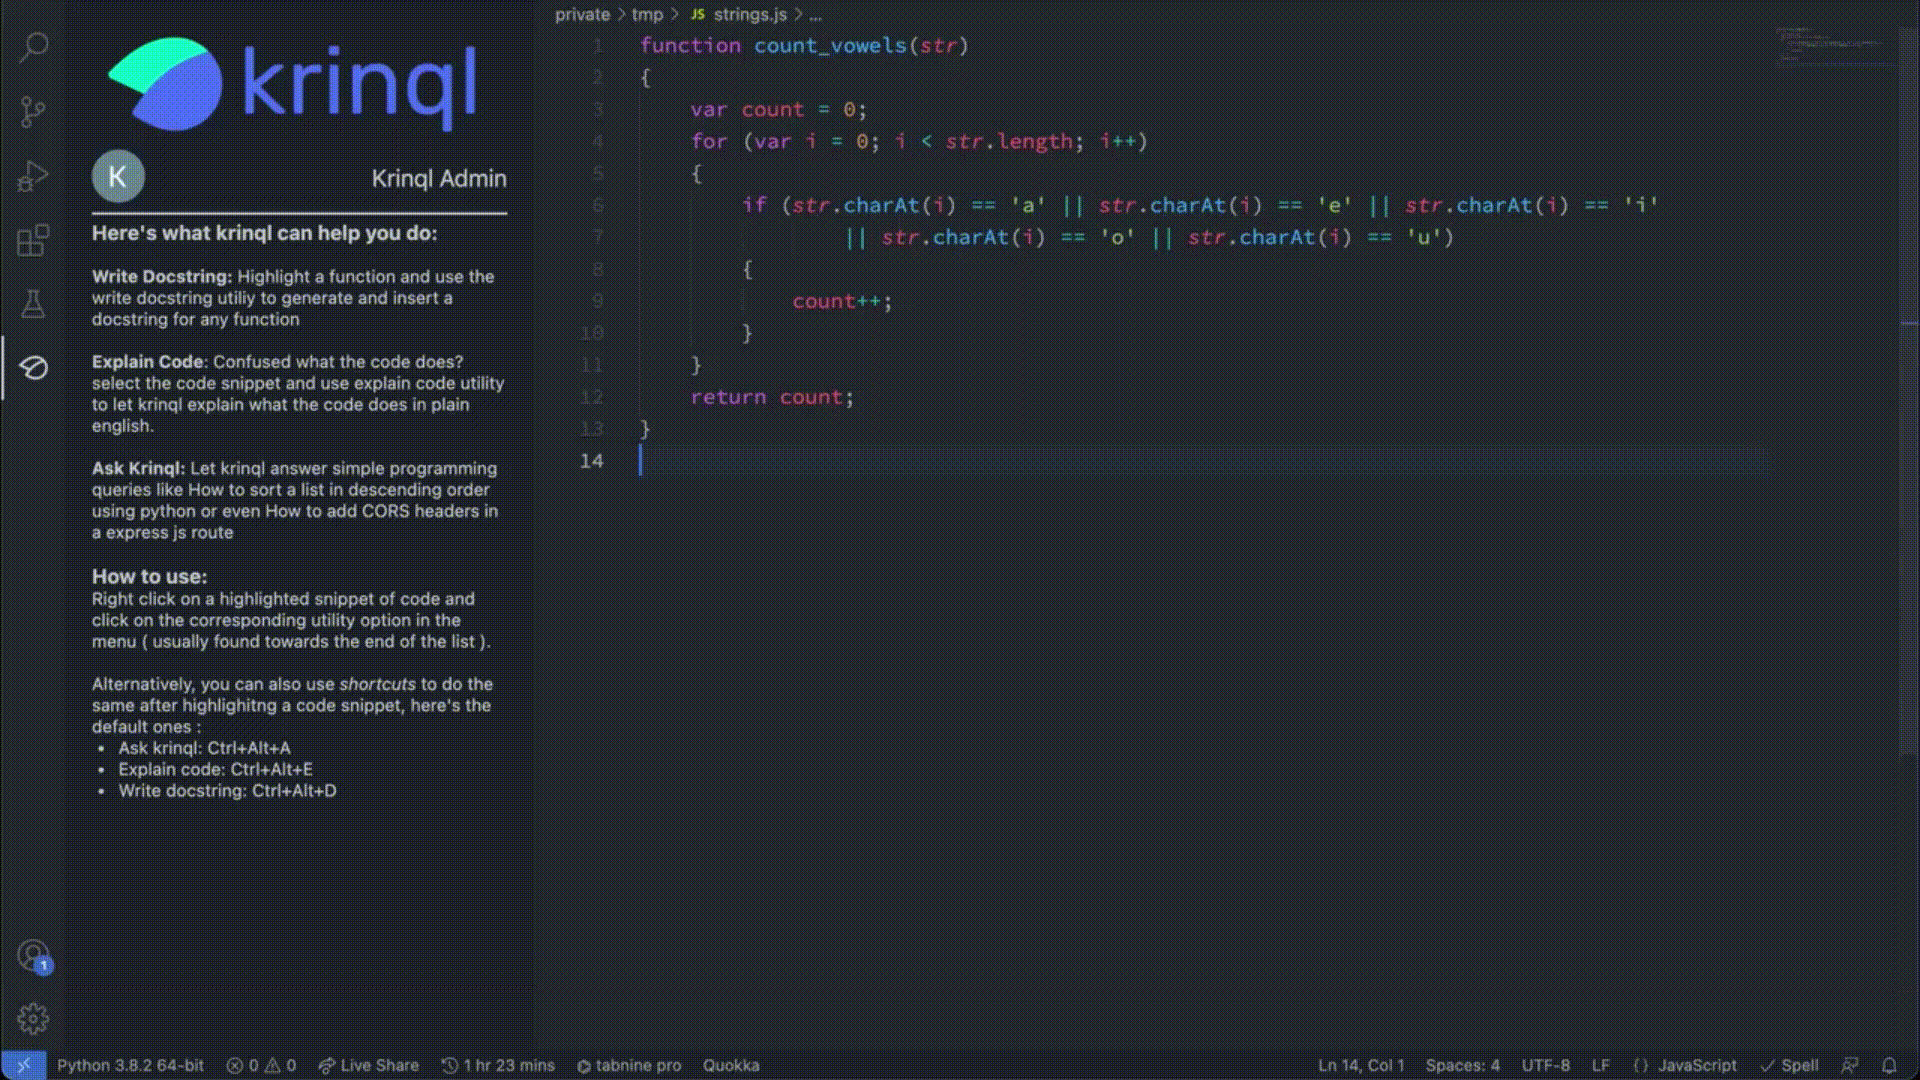 krinql
K
Krinql Admin
Here's what krinql can help you do:
Write Docstring: Highlight a function and use the
write docstring utiliy to generate and insert a
docstring for any function
Explain Code: Confused what the code does?
select the code snippet and use explain code utility
to let krinql explain what the code does in plain
english.
Ask Krinql: Let krinql answer simple programming
queries like How to sort a list in descending order
using python or even How to add CORS headers in
a express js route
How to use:
Right click on a highlighted snippet of code and
click on the corresponding utility option in the
menu ( usually found towards the end of the list ).
Alternatively, you can also use shortcuts to do the
same after highlighitng a code snippet, here's the
default ones :
• Ask krinql: Ctrl+Alt+A
• Explain code: Ctrl+Alt+E
• Write docstring: Ctrl+Alt+D
1
private > tmp > JS strings.js > ...
1 function count_vowels(str)
2 {
3 var count = 0;
4 for (var i = 0; i < str.length; i++)
5 {
6 if (str.charAt(i) == 'a' || str.charAt(i) == 'e' || str.charAt(i) == 'i'
7 || str.charAt(i) == 'o' || str.charAt(i) == 'u')
8 {
9 count++;
10 }
11 }
12 return count;
13 }
14
Python 3.8.2 64-bit 0 0 Live Share 1 hr 23 mins tabnine pro Quokka Ln 14, Col 1 Spaces: 4 UTF-8 LF {} JavaScript Spell